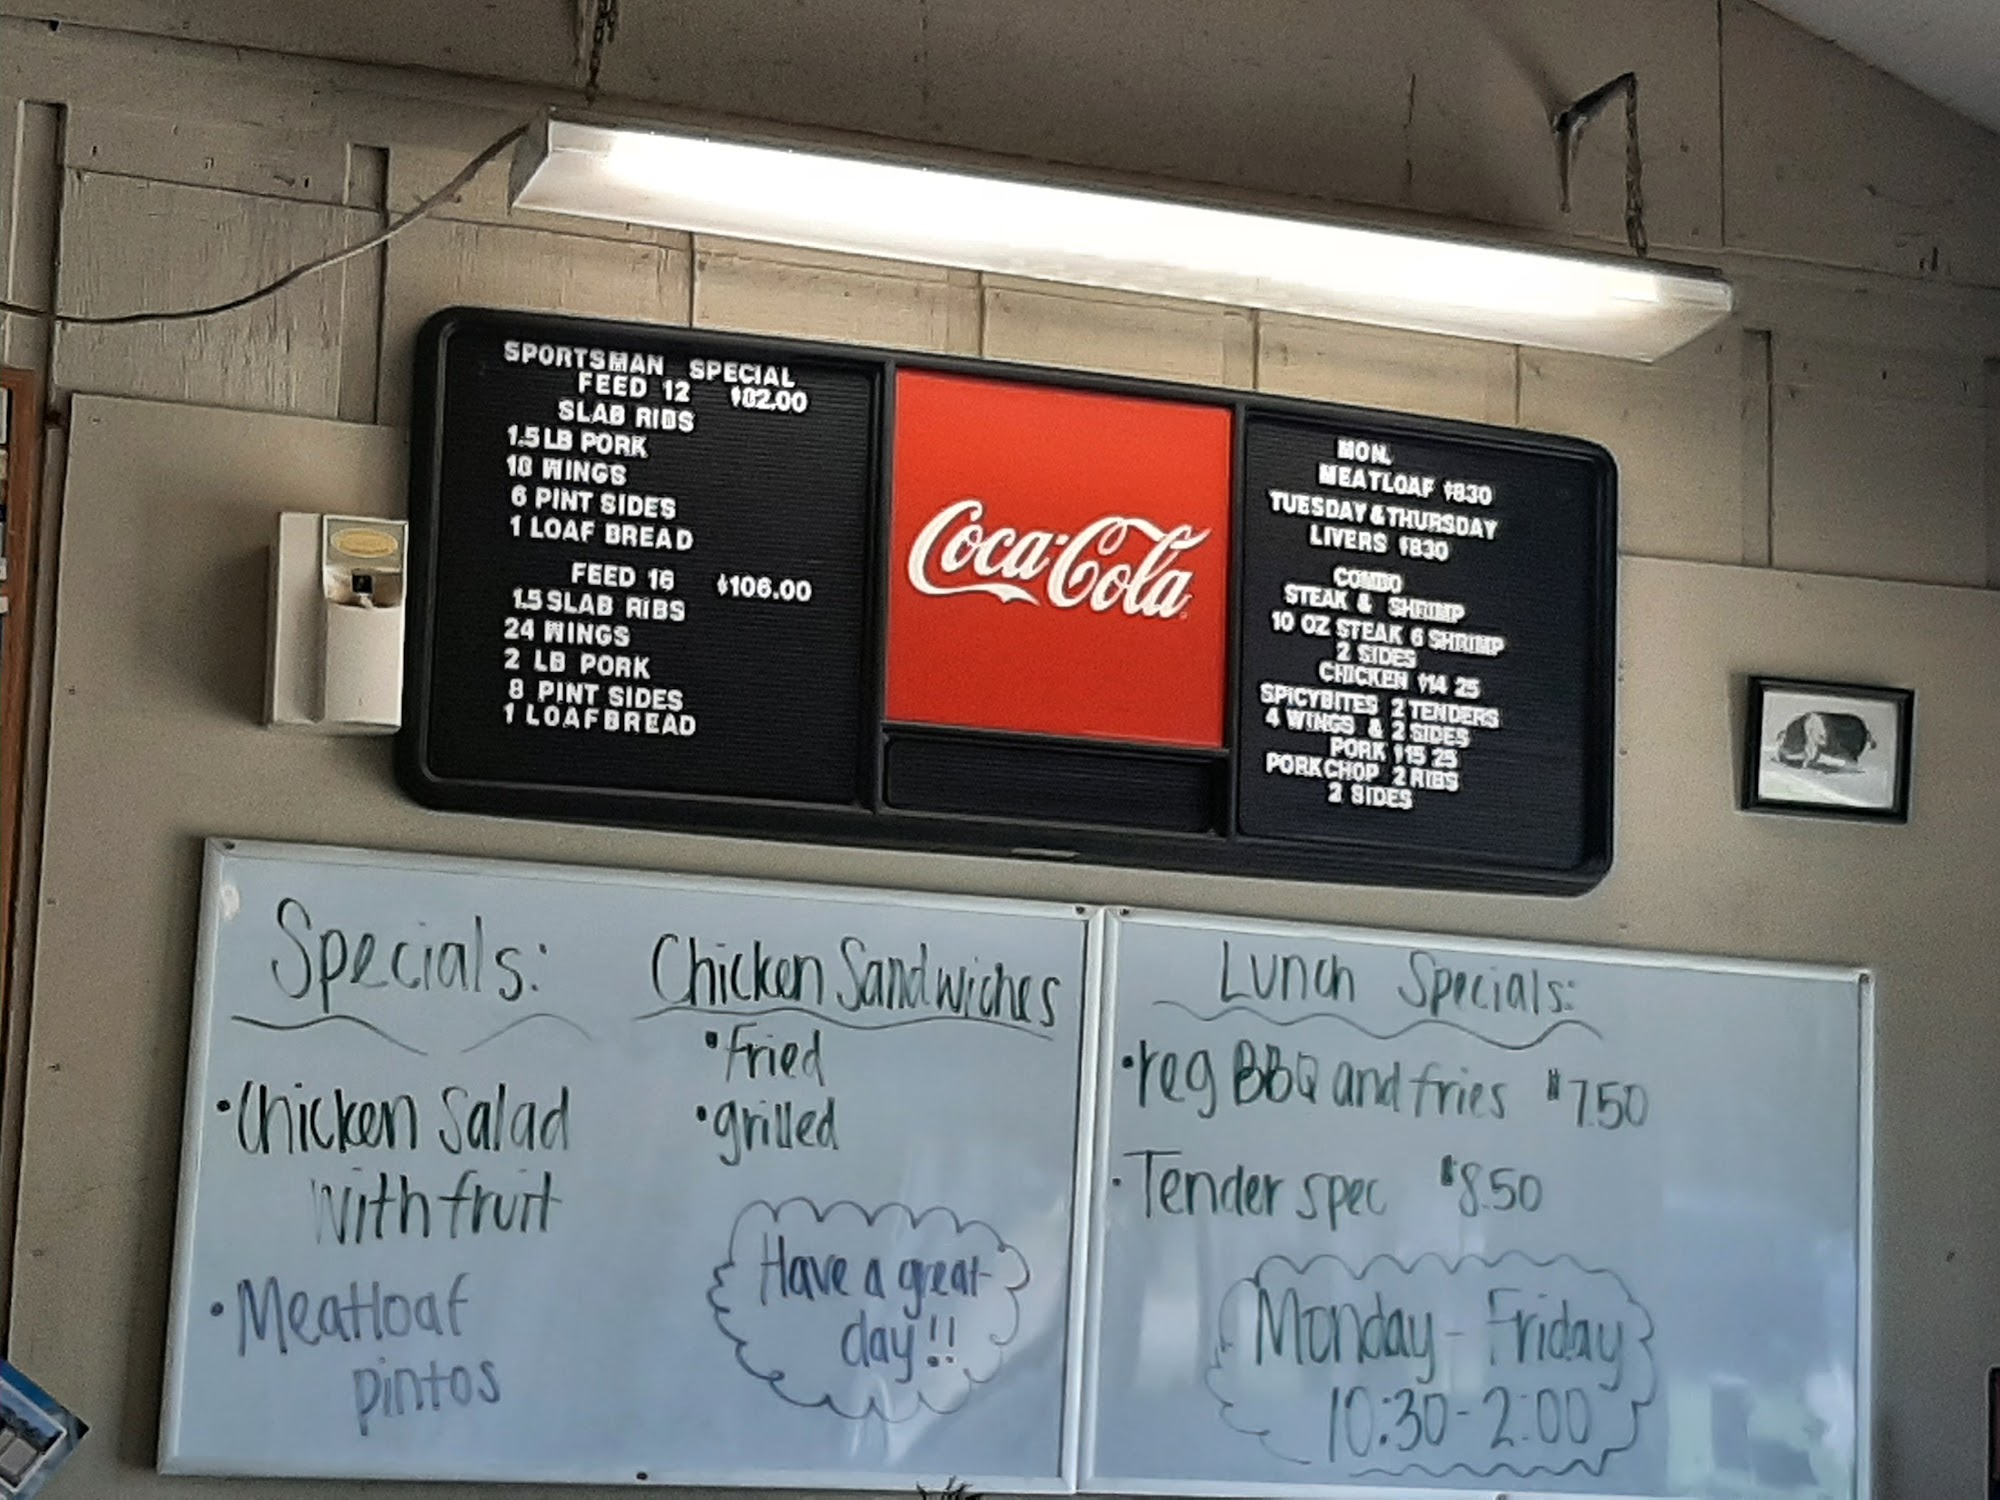 SPORTSMAN SPECIAL
FEED 12 $82.00
SLAB RIBS
1.5 LB PORK
18 WINGS
6 PINT SIDES
1 LOAF BREAD
FEED 16 $106.00
1.5 SLAB RIBS
24 WINGS
2 LB PORK
8 PINT SIDES
1 LOAF BREAD
Coca-Cola
MON.
MEATLOAF $830
TUESDAY & THURSDAY
LIVERS $830
COMBO
STEAK & SHRIMP
10 OZ STEAK 6 SHRIMP
2 SIDES
CHICKEN $14 25
SPICYBITES 2 TENDERS
4 WINGS & 2 SIDES
PORK $15 25
PORK CHOP 2 RIBS
2 SIDES
Specials:
• Chicken Salad
with fruit
• Meatloaf
pintos
Chicken Sandwiches
• fried
• grilled
Have a great
day!!
Lunch Specials:
• reg BBQ and fries $7.50
• Tender spec $8.50
Monday - Friday
10:30 - 2:00